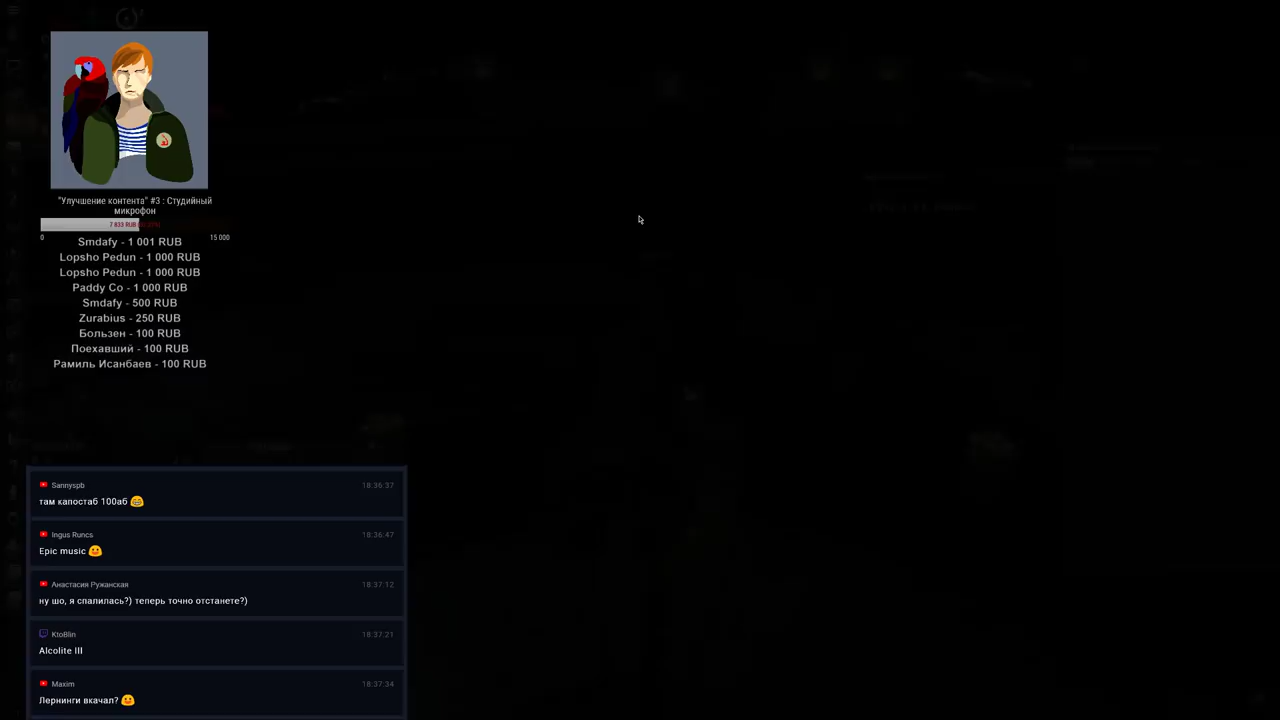 "Улучшение контента" #3 : Студийный
микрофон
7 833 RUB
0
15 000
Smdafy - 1 001 RUB
Lopsho Pedun - 1 000 RUB
Lopsho Pedun - 1 000 RUB
Paddy Co - 1 000 RUB
Smdafy - 500 RUB
Zurabius - 250 RUB
Бользен - 100 RUB
Поехавший - 100 RUB
Рамиль Исанбаев - 100 RUB
Sannyspb 18:36:37
там капостаб 100аб
Ingus Runcs 18:36:47
Epic music
Анастасия Ружанская 18:37:12
ну шо, я спалилась?) теперь точно отстанете?)
KtoBlin 18:37:21
Alcolite III
Maxim 18:37:34
Лернинги вкачал?